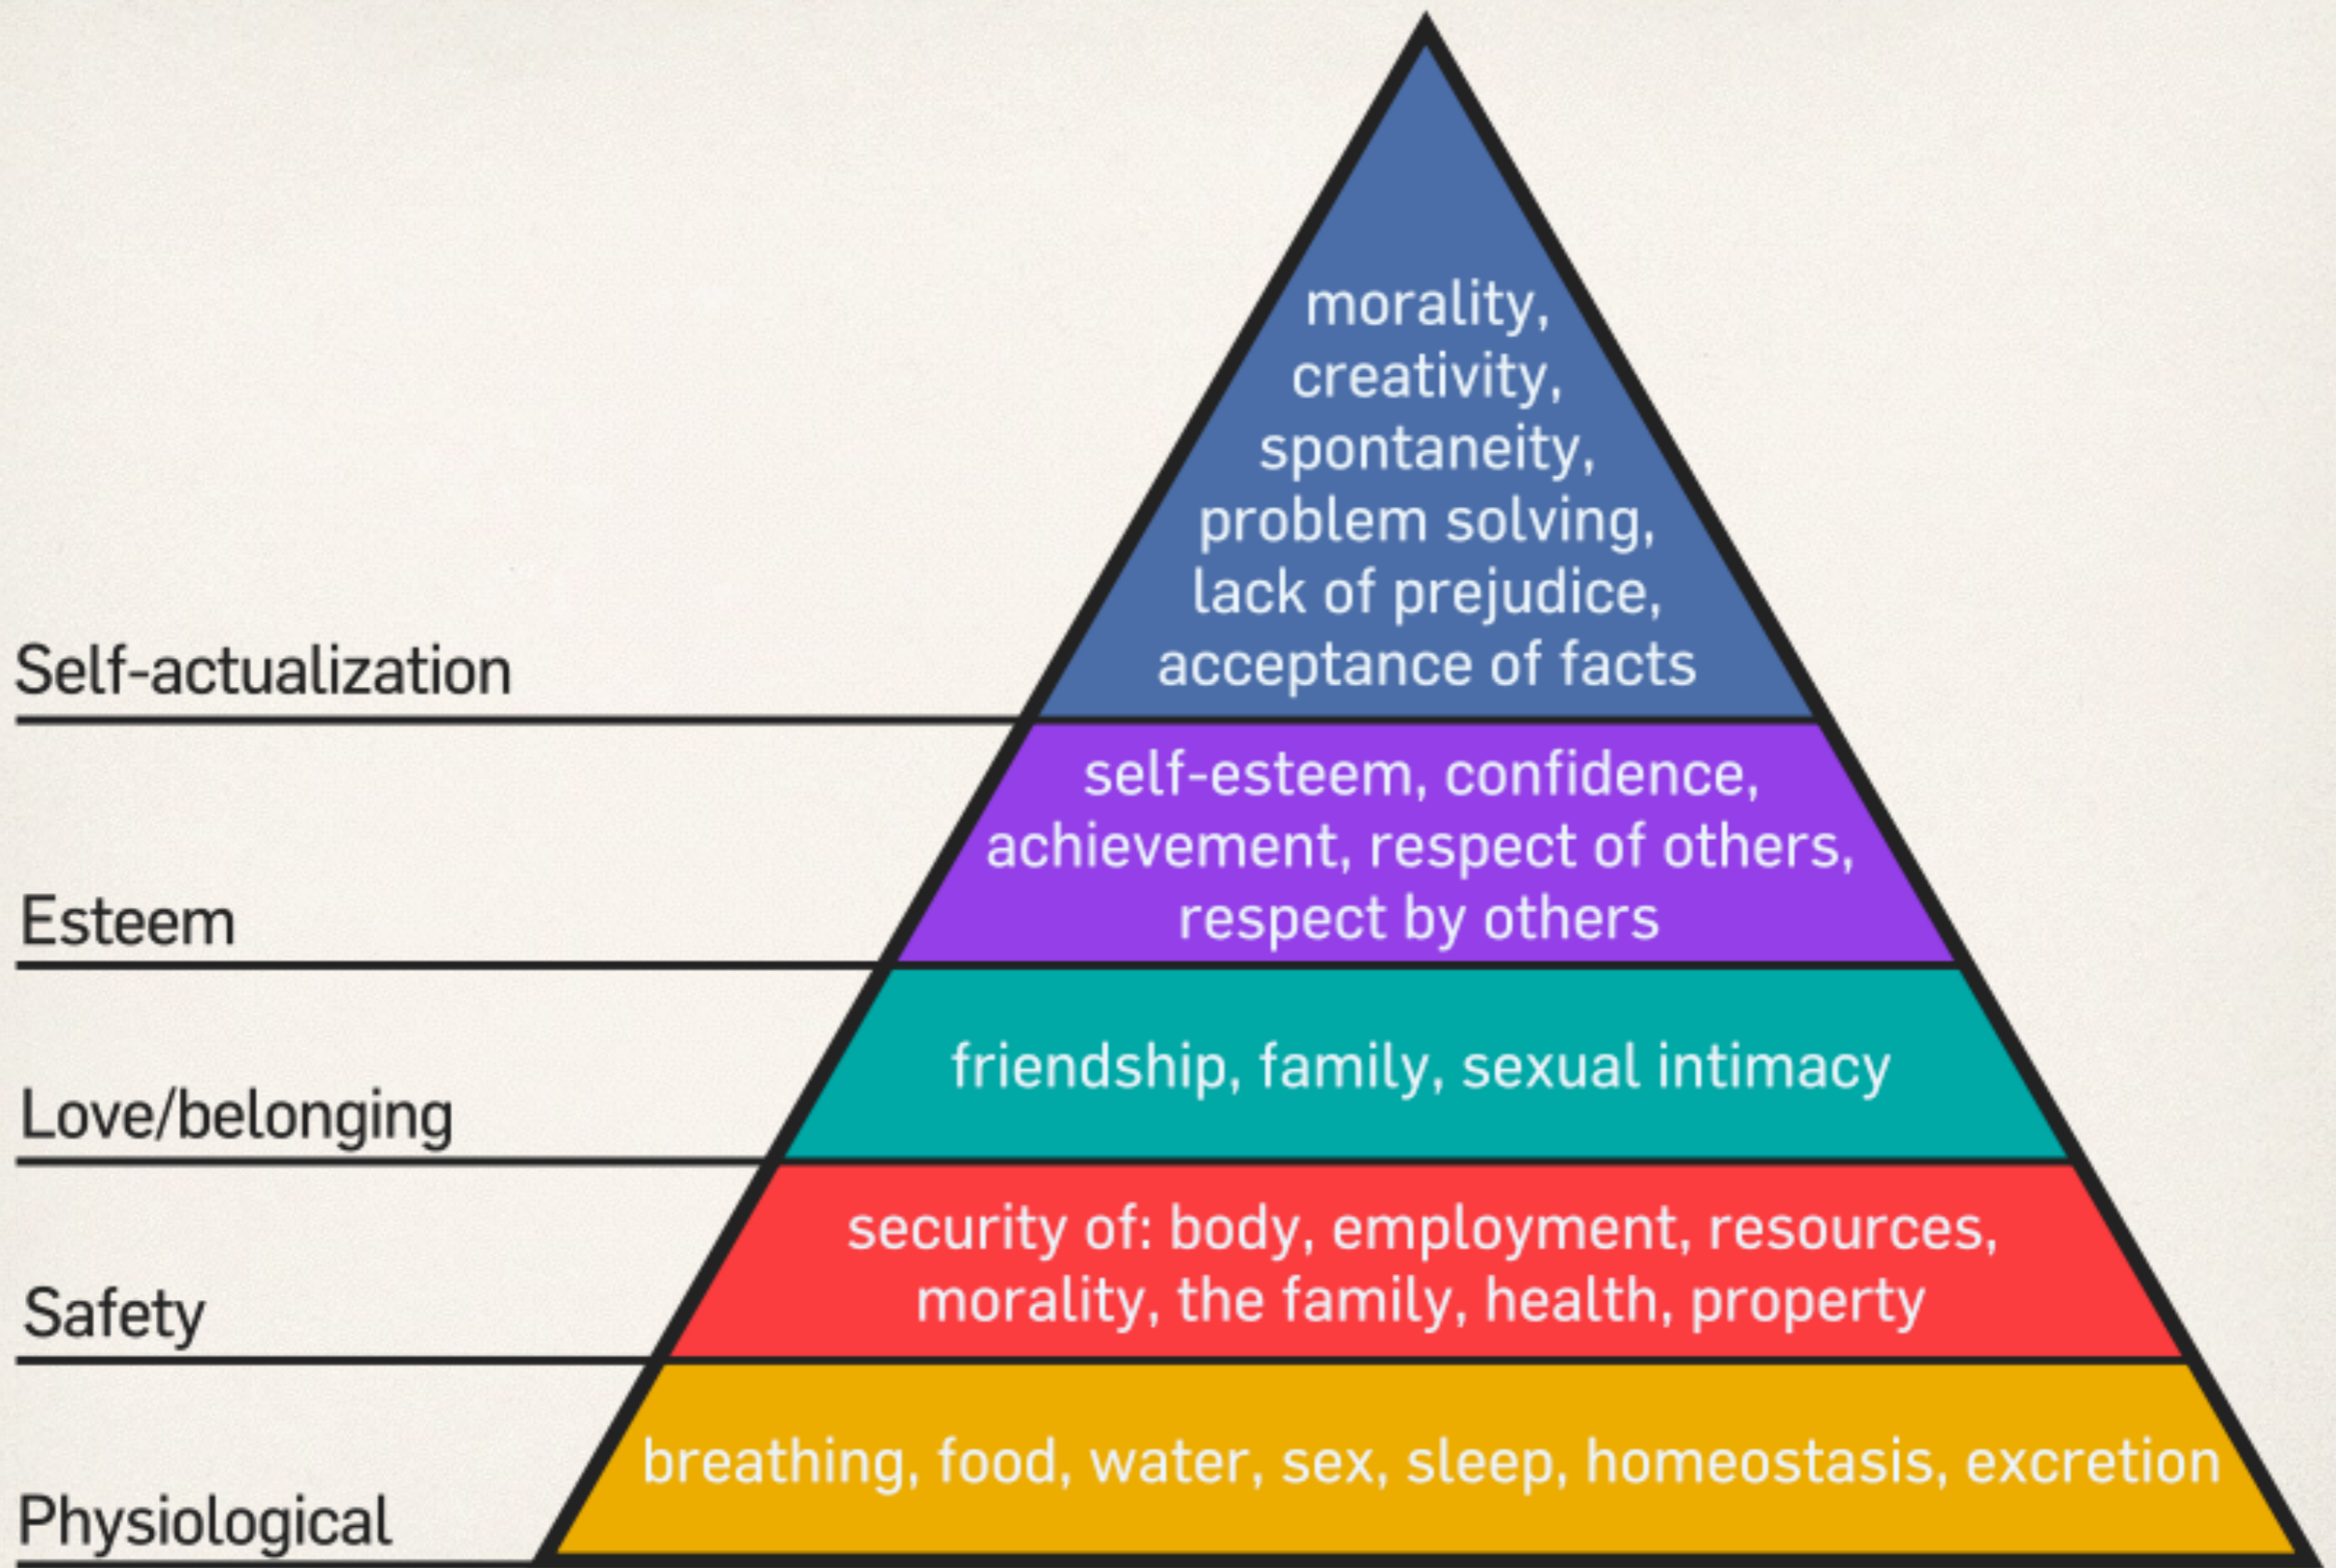 morality,
creativity,
spontaneity,
problem solving,
lack of prejudice,
acceptance of facts
Self-actualization
self-esteem, confidence,
achievement, respect of others,
respect by others
Esteem
friendship, family, sexual intimacy
Love/belonging
security of: body, employment, resources,
morality, the family, health, property
Safety
breathing, food, water, sex, sleep, homeostasis, excretion
Physiological